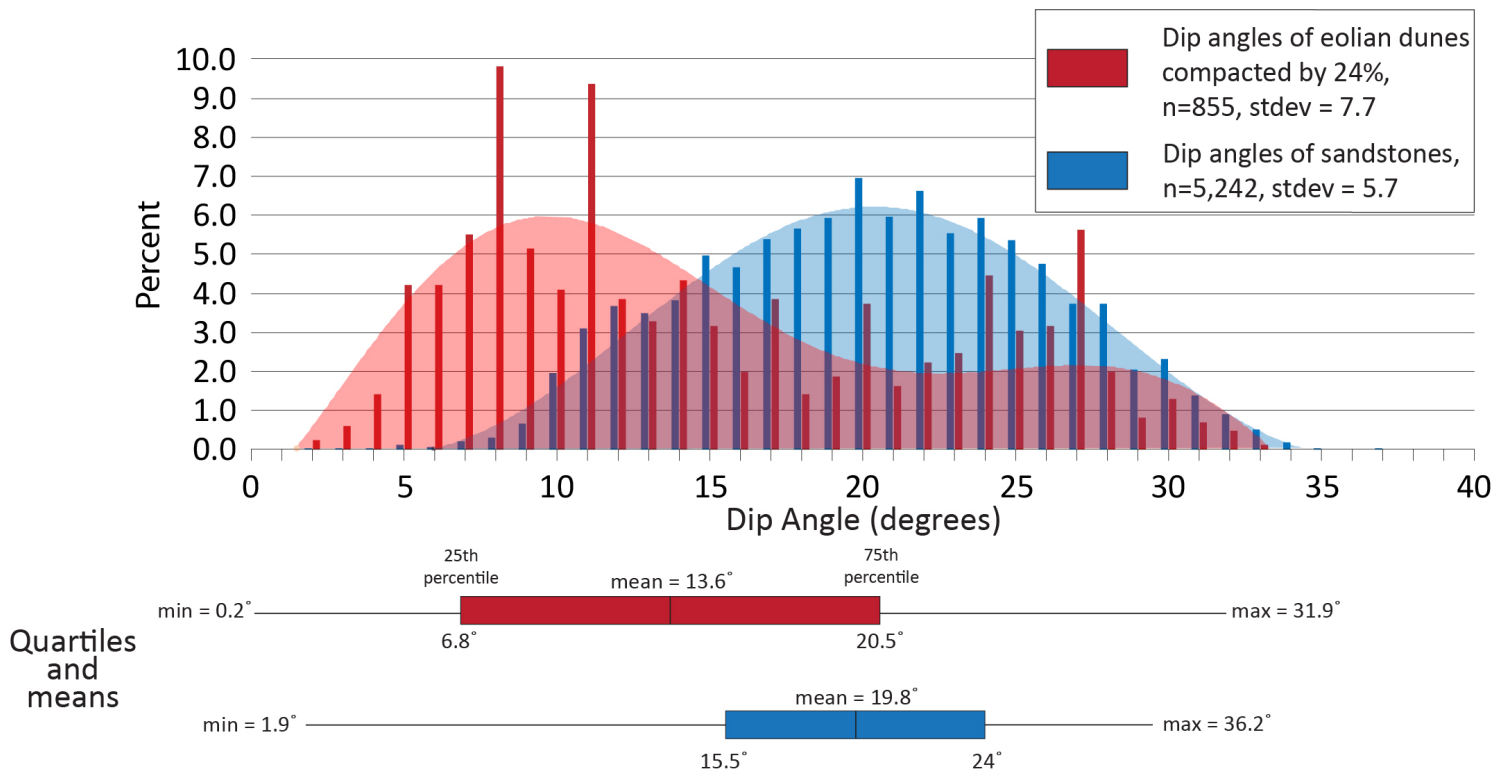 Dip angles of eolian dunes
compacted by 24%,
n=855, stdev = 7.7
Dip angles of sandstones,
n=5,242, stdev = 5.7
Percent
10.0
9.0
8.0
7.0
6.0
5.0
4.0
3.0
2.0
1.0
0.0
0 5 10 15 20 25 30 35 40
Dip Angle (degrees)
25th
percentile
75th
percentile
mean = 13.6°
min = 0.2°
max = 31.9°
6.8°
20.5°
Quartiles
and
means
mean = 19.8°
min = 1.9°
max = 36.2°
15.5°
24°